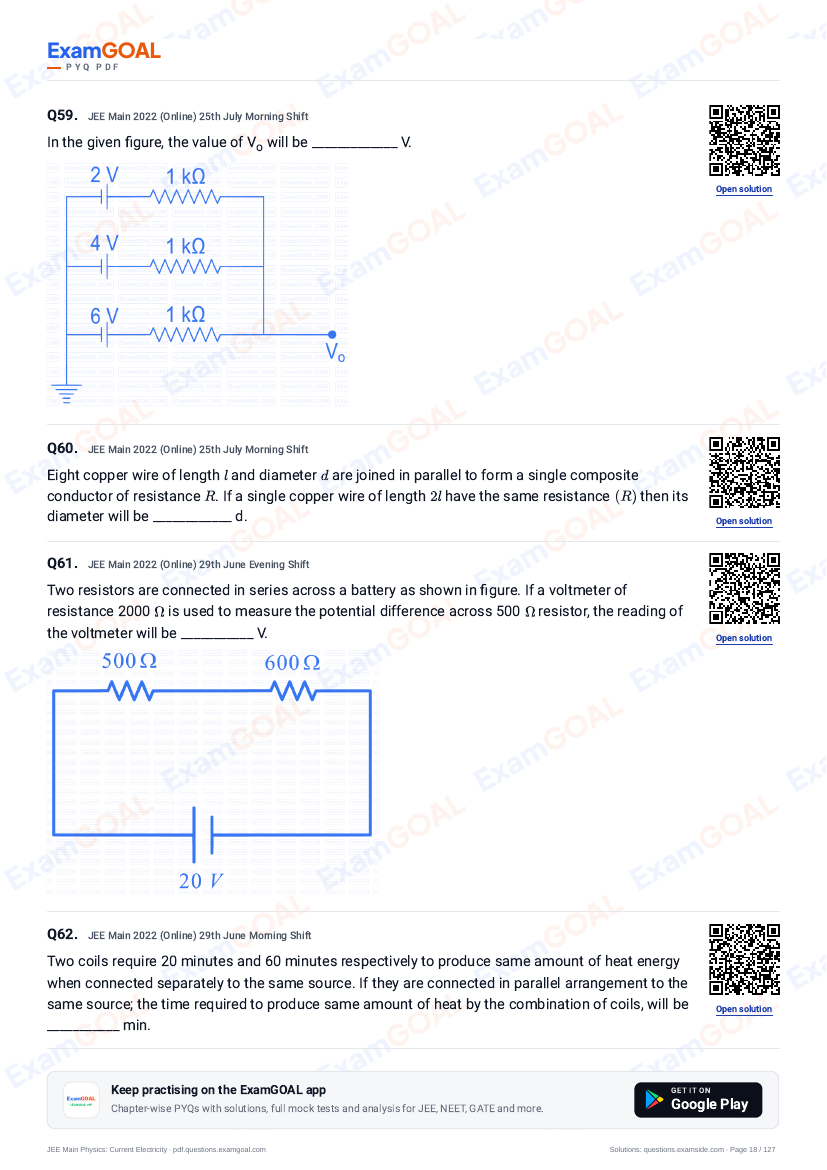 ExamGOAL
PYQ PDF
Q59. JEE Main 2022 (Online) 25th July Morning Shift
In the given figure, the value of Vo will be ____________ V.
Open solution
2 V 1 kΩ
4 V 1 kΩ
6 V 1 kΩ
Vo
Q60. JEE Main 2022 (Online) 25th July Morning Shift
Eight copper wire of length l and diameter d are joined in parallel to form a single composite
conductor of resistance R. If a single copper wire of length 2l have the same resistance (R) then its
diameter will be ___________ d.
Open solution
Q61. JEE Main 2022 (Online) 29th June Evening Shift
Two resistors are connected in series across a battery as shown in figure. If a voltmeter of
resistance 2000 Ω is used to measure the potential difference across 500 Ω resistor, the reading of
the voltmeter will be __________ V.
Open solution
500 Ω 600 Ω
20 V
Q62. JEE Main 2022 (Online) 29th June Morning Shift
Two coils require 20 minutes and 60 minutes respectively to produce same amount of heat energy
when connected separately to the same source. If they are connected in parallel arrangement to the
same source; the time required to produce same amount of heat by the combination of coils, will be
__________ min.
Open solution
Keep practising on the ExamGOAL app
Chapter-wise PYQs with solutions, full mock tests and analysis for JEE, NEET, GATE and more.
GET IT ON
Google Play
JEE Main Physics: Current Electricity · pdf.questions.examgoal.com
Solutions: questions.examside.com · Page 18 / 127